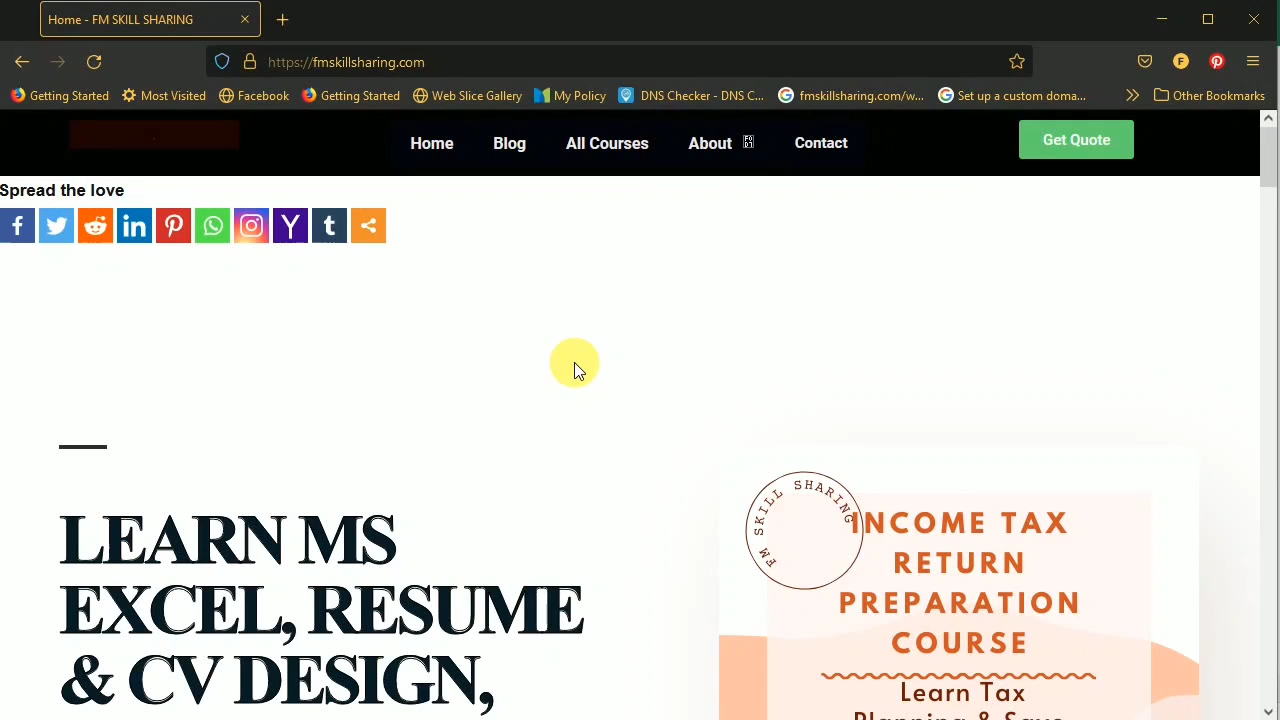 Home - FM SKILL SHARING
https://fmskillsharing.com
F
Getting Started
Most Visited
Facebook
Getting Started
Web Slice Gallery
My Policy
DNS Checker - DNS C...
fmskillsharing.com/w...
Set up a custom doma...
Other Bookmarks
Home
Blog
All Courses
About
Contact
Get Quote
Spread the love
FM SKILL SHARING
LEARN MS
EXCEL, RESUME
& CV DESIGN,
INCOME TAX
RETURN
PREPARATION
COURSE
Learn Tax
Planning & Save